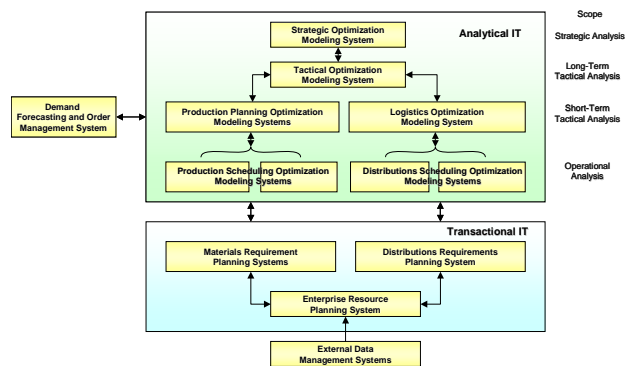 Scope
Analytical IT
Strategic Optimization
Modeling System
Strategic Analysis
Tactical Optimization
Modeling System
Long-Term
Tactical Analysis
Demand
Forecasting and Order
Management System
Production Planning Optimization
Modeling Systems
Logistics Optimization
Modeling System
Short-Term
Tactical Analysis
Production Scheduling Optimization
Modeling Systems
Distributions Scheduling Optimization
Modeling Systems
Operational
Analysis
Transactional IT
Materials Requirement
Planning Systems
Distributions Requirements
Planning System
Enterprise Resource
Planning System
External Data
Management Systems